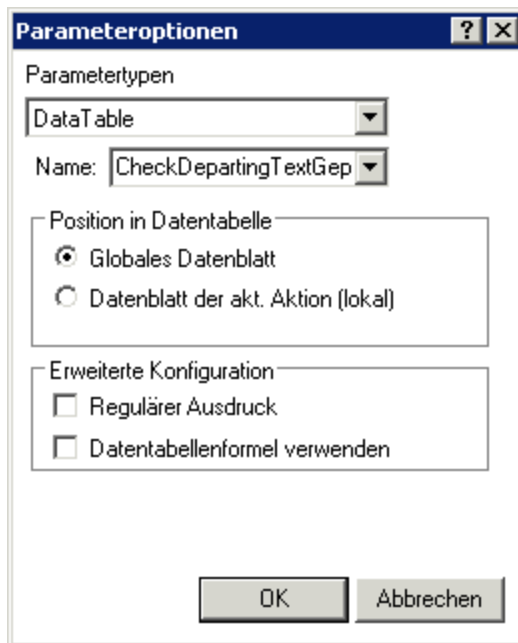 Parameteroptionen
Parametertypen
DataTable
Name: CheckDepartingTextGep
Position in Datentabelle
Globales Datenblatt
Datenblatt der akt. Aktion (lokal)
Erweiterte Konfiguration
Regulärer Ausdruck
Datentabellenformel verwenden
OK Abbrechen